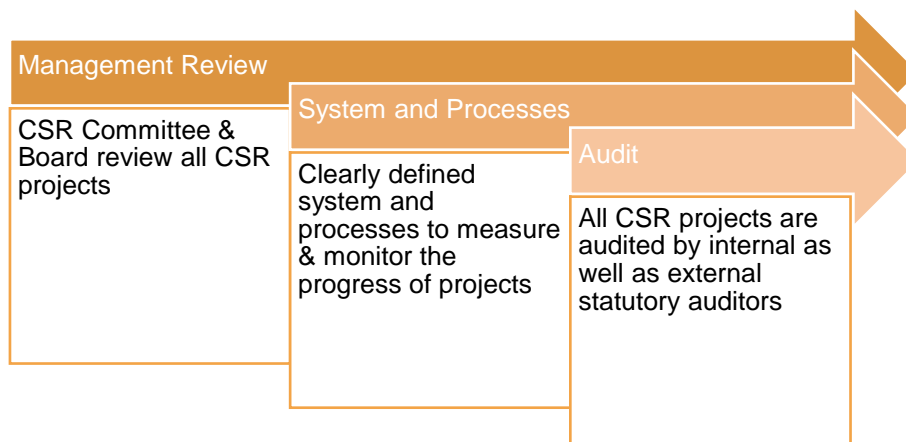 Management Review
CSR Committee &
Board review all CSR
projects
System and Processes
Clearly defined
system and
processes to measure
& monitor the
progress of projects
Audit
All CSR projects are
audited by internal as
well as external
statutory auditors